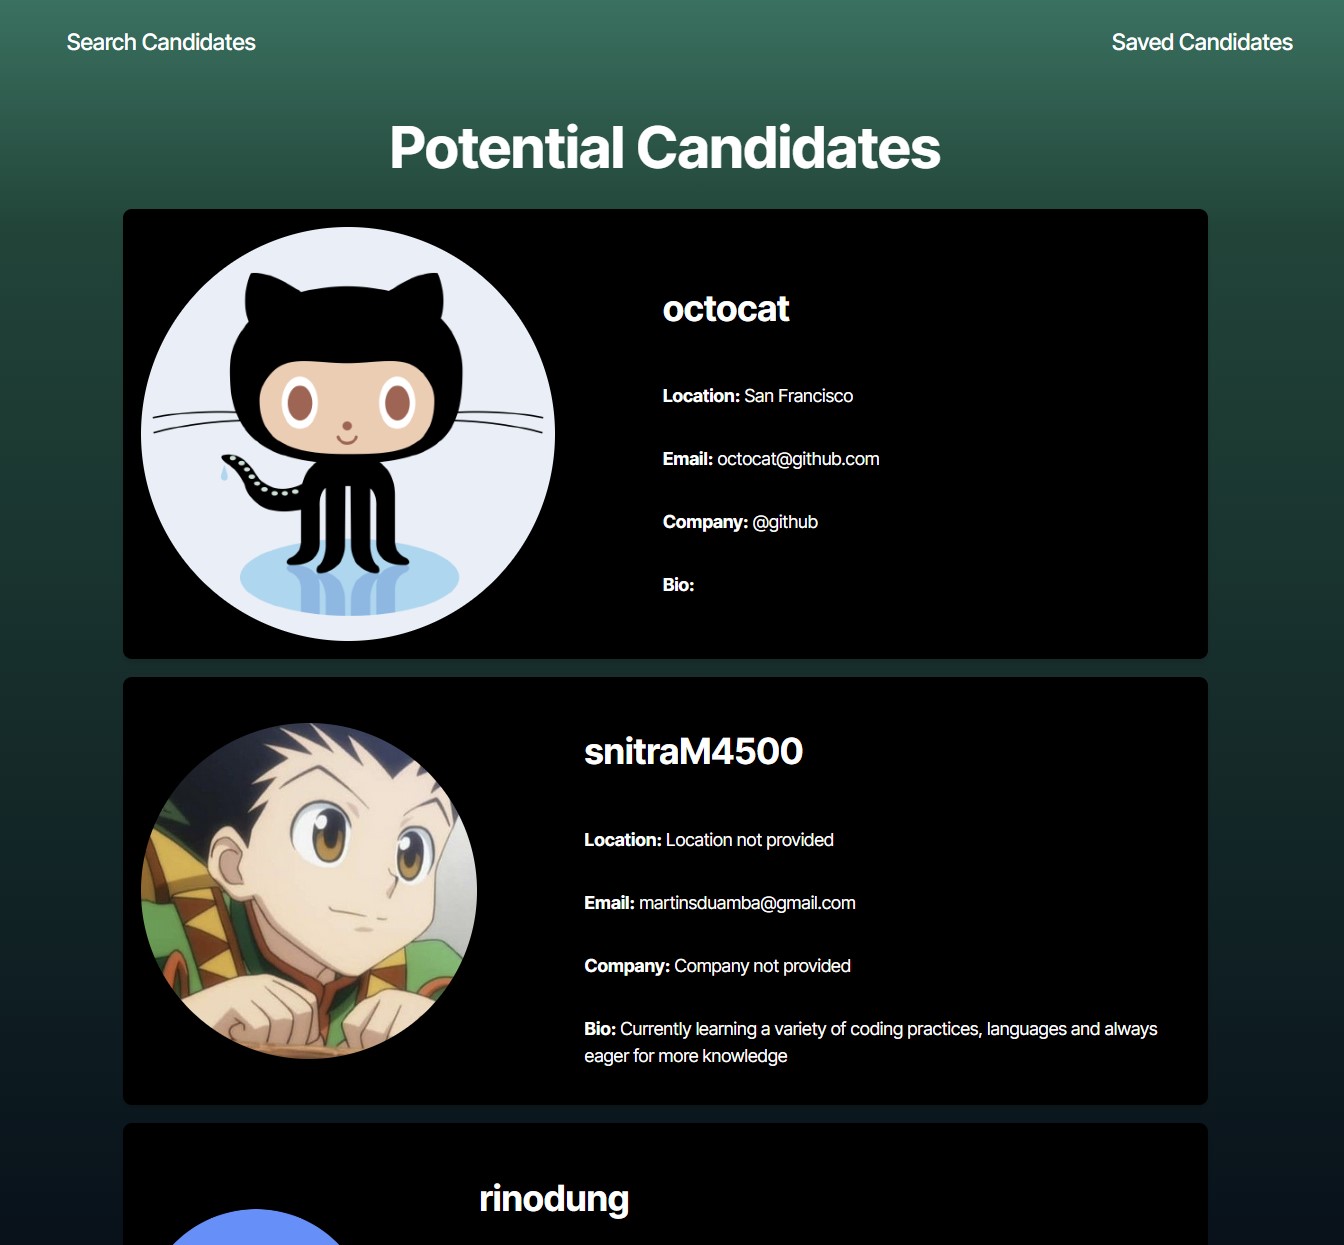 Search Candidates
Saved Candidates
Potential Candidates
octocat
Location: San Francisco
Email: octocat@github.com
Company: @github
Bio:
snitraM4500
Location: Location not provided
Email: martinsduamba@gmail.com
Company: Company not provided
Bio: Currently learning a variety of coding practices, languages and always
eager for more knowledge
rinodung